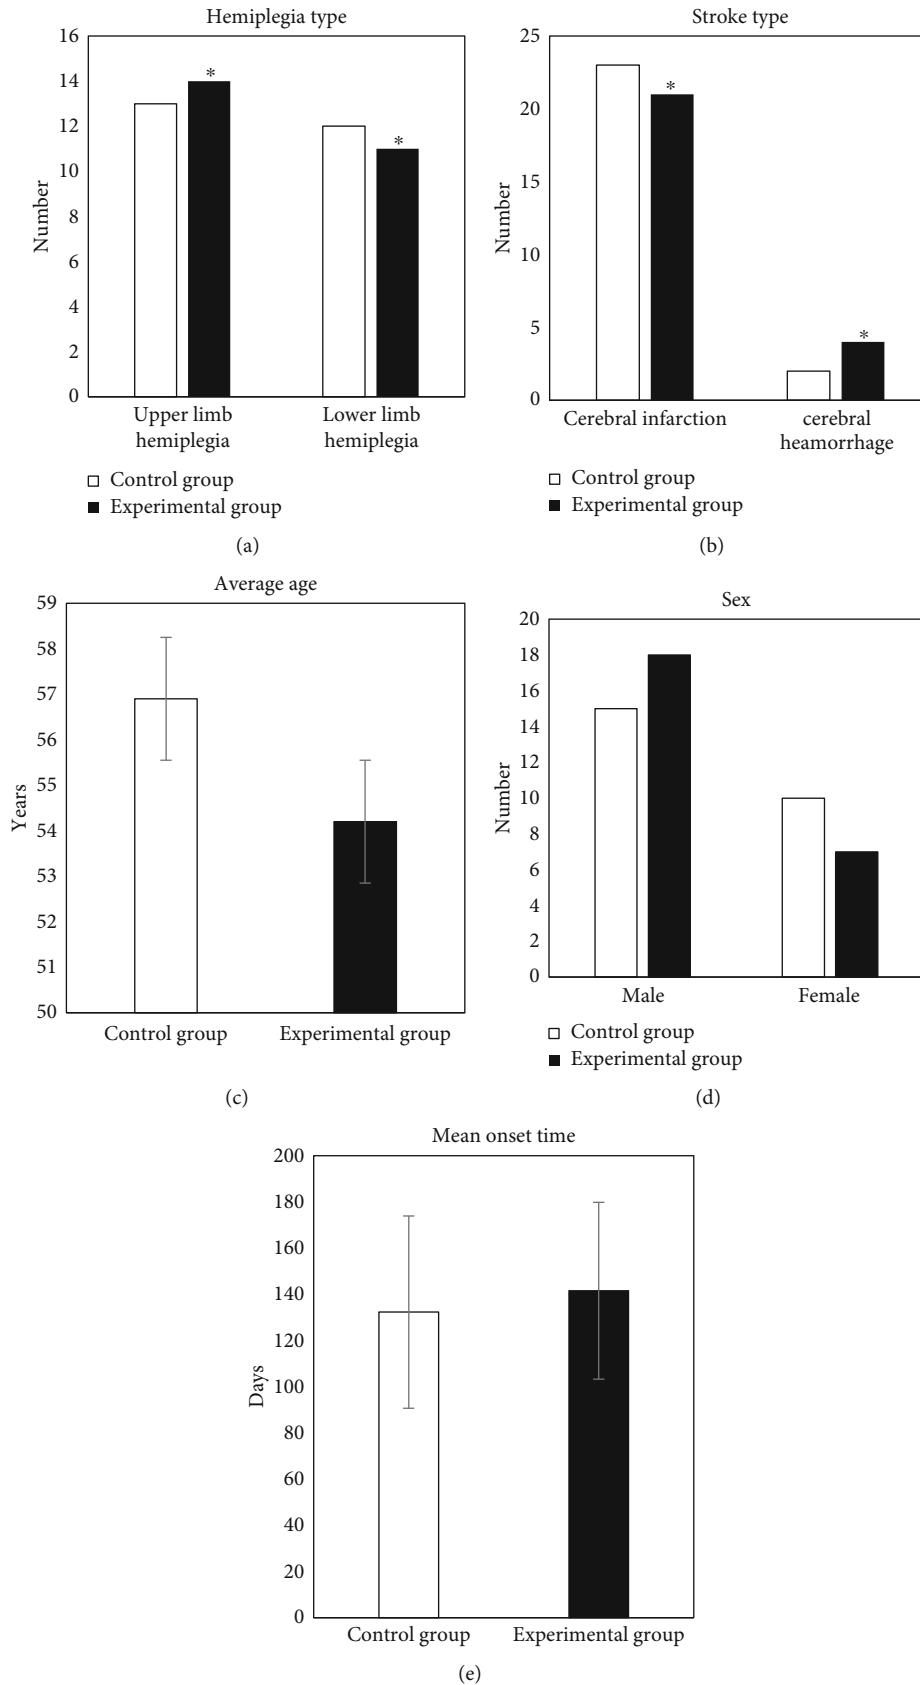 Hemiplegia type
16
14
12
10
8
6
4
2
0
Number
*
*
Upper limb
hemiplegia
Lower limb
hemiplegia
Control group
Experimental group
(a)
Stroke type
25
20
15
10
5
0
Number
*
*
Cerebral infarction
cerebral
heamorrhage
Control group
Experimental group
(b)
Average age
59
58
57
56
55
54
53
52
51
50
Years
Control group
Experimental group
(c)
Sex
20
18
16
14
12
10
8
6
4
2
0
Number
Male
Female
Control group
Experimental group
(d)
Mean onset time
200
180
160
140
120
100
80
60
40
20
0
Days
Control group
Experimental group
(e)